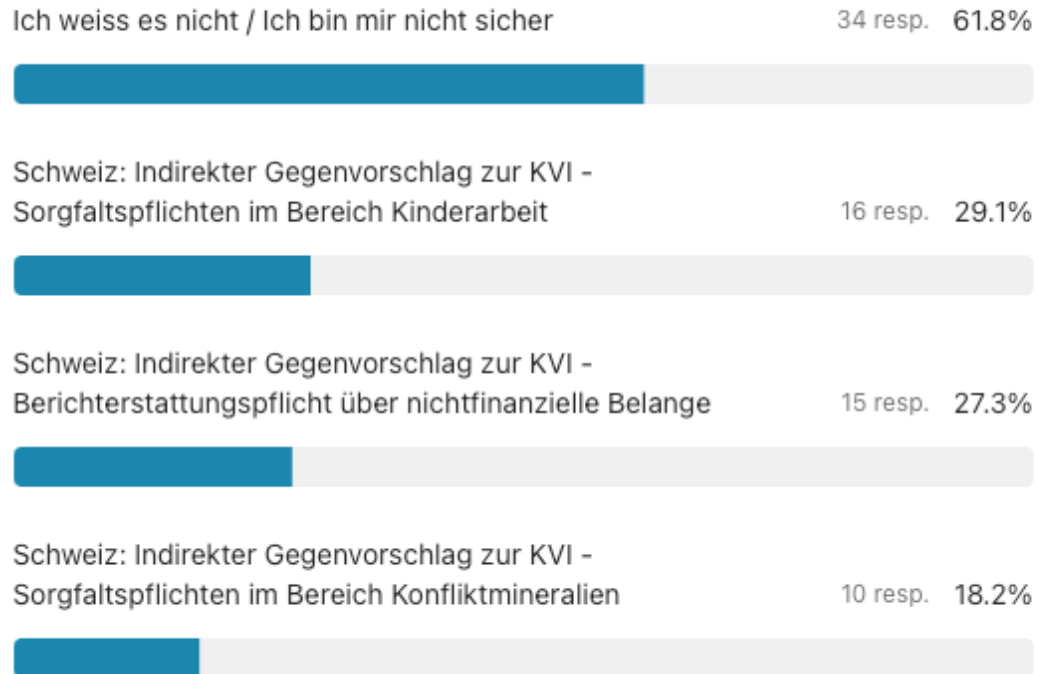 Ich weiss es nicht / Ich bin mir nicht sicher 34 resp. 61.8%
Schweiz: Indirekter Gegenvorschlag zur KVI -
Sorgfaltspflichten im Bereich Kinderarbeit 16 resp. 29.1%
Schweiz: Indirekter Gegenvorschlag zur KVI -
Berichterstattungspflicht über nichtfinanzielle Belange 15 resp. 27.3%
Schweiz: Indirekter Gegenvorschlag zur KVI -
Sorgfaltspflichten im Bereich Konfliktmineralien 10 resp. 18.2%